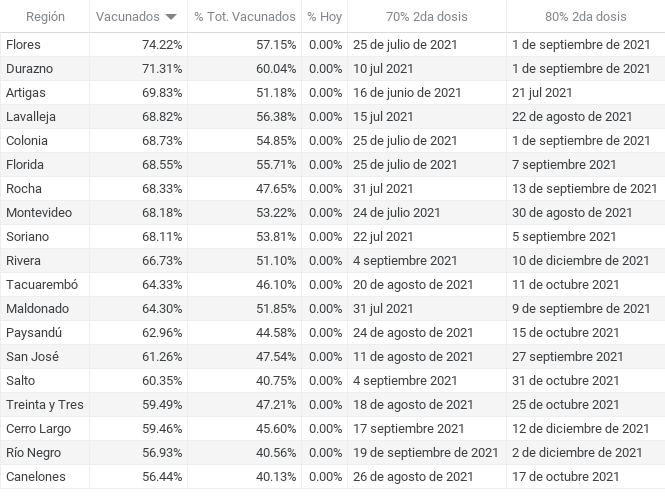 Región Vacunados % Tot. Vacunados % Hoy 70% 2da dosis 80% 2da dosis
Flores 74.22% 57.15% 0.00% 25 de julio de 2021 1 de septiembre de 2021
Durazno 71.31% 60.04% 0.00% 10 jul 2021 1 de septiembre de 2021
Artigas 69.83% 51.18% 0.00% 16 de junio de 2021 21 jul 2021
Lavalleja 68.82% 56.38% 0.00% 15 jul 2021 22 de agosto de 2021
Colonia 68.73% 54.85% 0.00% 25 de julio de 2021 1 de septiembre de 2021
Florida 68.55% 55.71% 0.00% 25 de julio de 2021 7 septiembre 2021
Rocha 68.33% 47.65% 0.00% 31 jul 2021 13 de septiembre de 2021
Montevideo 68.18% 53.22% 0.00% 24 de julio 2021 30 de agosto de 2021
Soriano 68.11% 53.81% 0.00% 22 jul 2021 5 septiembre 2021
Rivera 66.73% 51.10% 0.00% 4 septiembre 2021 10 de diciembre de 2021
Tacuarembó 64.33% 46.10% 0.00% 20 de agosto de 2021 11 de octubre 2021
Maldonado 64.30% 51.85% 0.00% 31 jul 2021 9 de septiembre de 2021
Paysandú 62.96% 44.58% 0.00% 24 de agosto de 2021 15 de octubre 2021
San José 61.26% 47.54% 0.00% 11 de agosto de 2021 27 septiembre 2021
Salto 60.35% 40.75% 0.00% 4 septiembre 2021 31 de octubre 2021
Treinta y Tres 59.49% 47.21% 0.00% 18 de agosto de 2021 25 de octubre 2021
Cerro Largo 59.46% 45.60% 0.00% 17 septiembre 2021 12 de diciembre de 2021
Río Negro 56.93% 40.56% 0.00% 19 de septiembre de 2021 2 de diciembre de 2021
Canelones 56.44% 40.13% 0.00% 26 de agosto de 2021 17 de octubre 2021